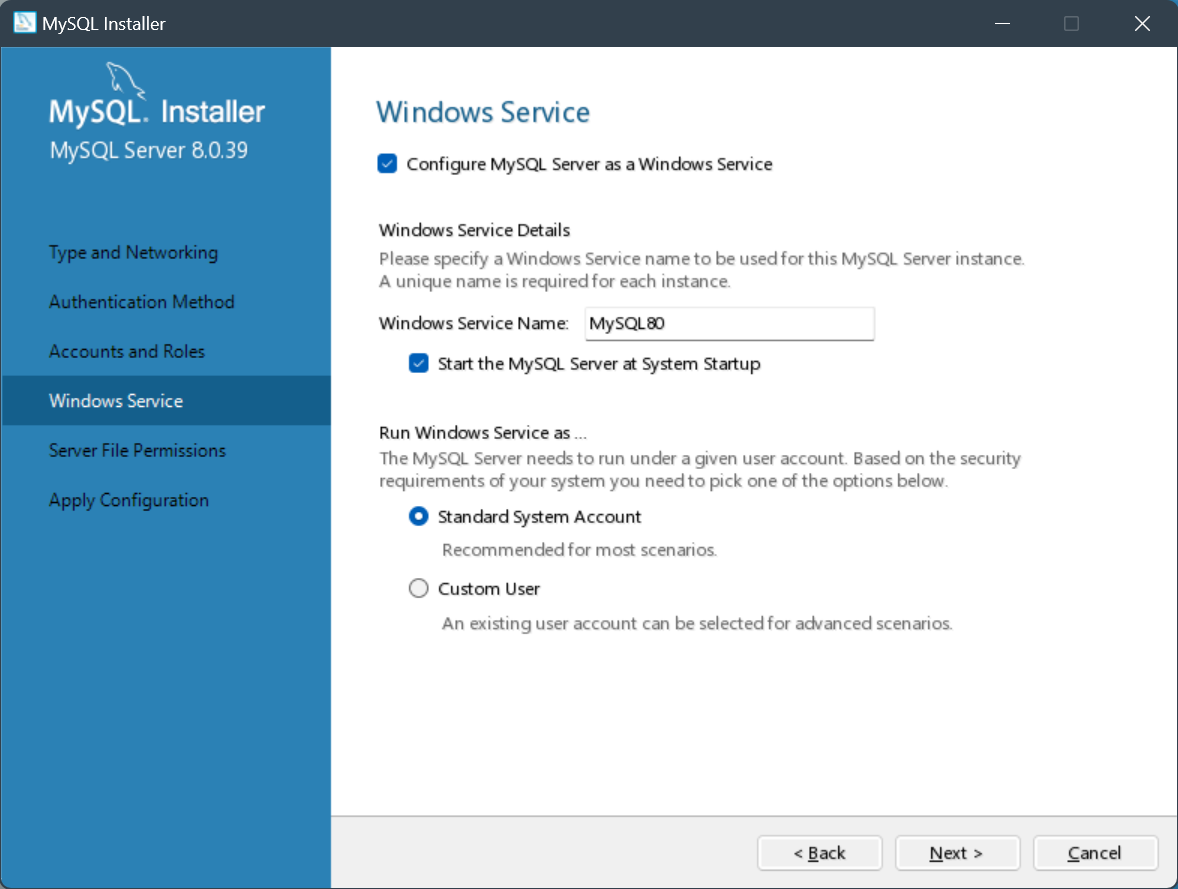 MySQL Installer
MySQL. Installer
MySQL Server 8.0.39
Type and Networking
Authentication Method
Accounts and Roles
Windows Service
Server File Permissions
Apply Configuration
Windows Service
Configure MySQL Server as a Windows Service
Windows Service Details
Please specify a Windows Service name to be used for this MySQL Server instance.
A unique name is required for each instance.
Windows Service Name: MySQL80
Start the MySQL Server at System Startup
Run Windows Service as ...
The MySQL Server needs to run under a given user account. Based on the security
requirements of your system you need to pick one of the options below.
Standard System Account
Recommended for most scenarios.
Custom User
An existing user account can be selected for advanced scenarios.
< Back Next > Cancel